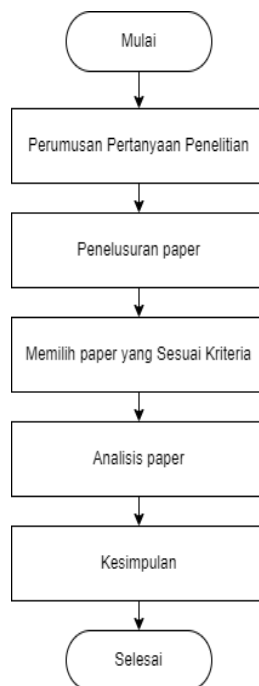 Mulai
Perumusan Pertanyaan Penelitian
Penelusuran paper
Memilih paper yang Sesuai Kriteria
Analisis paper
Kesimpulan
Selesai